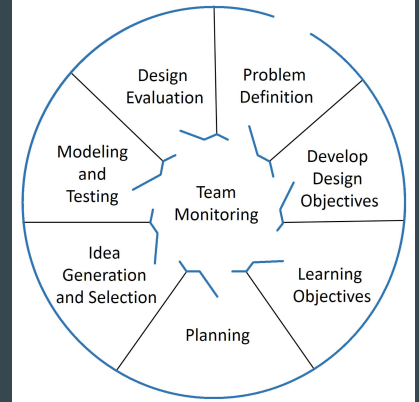 Problem
Definition
Develop
Design
Objectives
Learning
Objectives
Planning
Idea
Generation
and Selection
Modeling
and
Testing
Design
Evaluation
Team
Monitoring